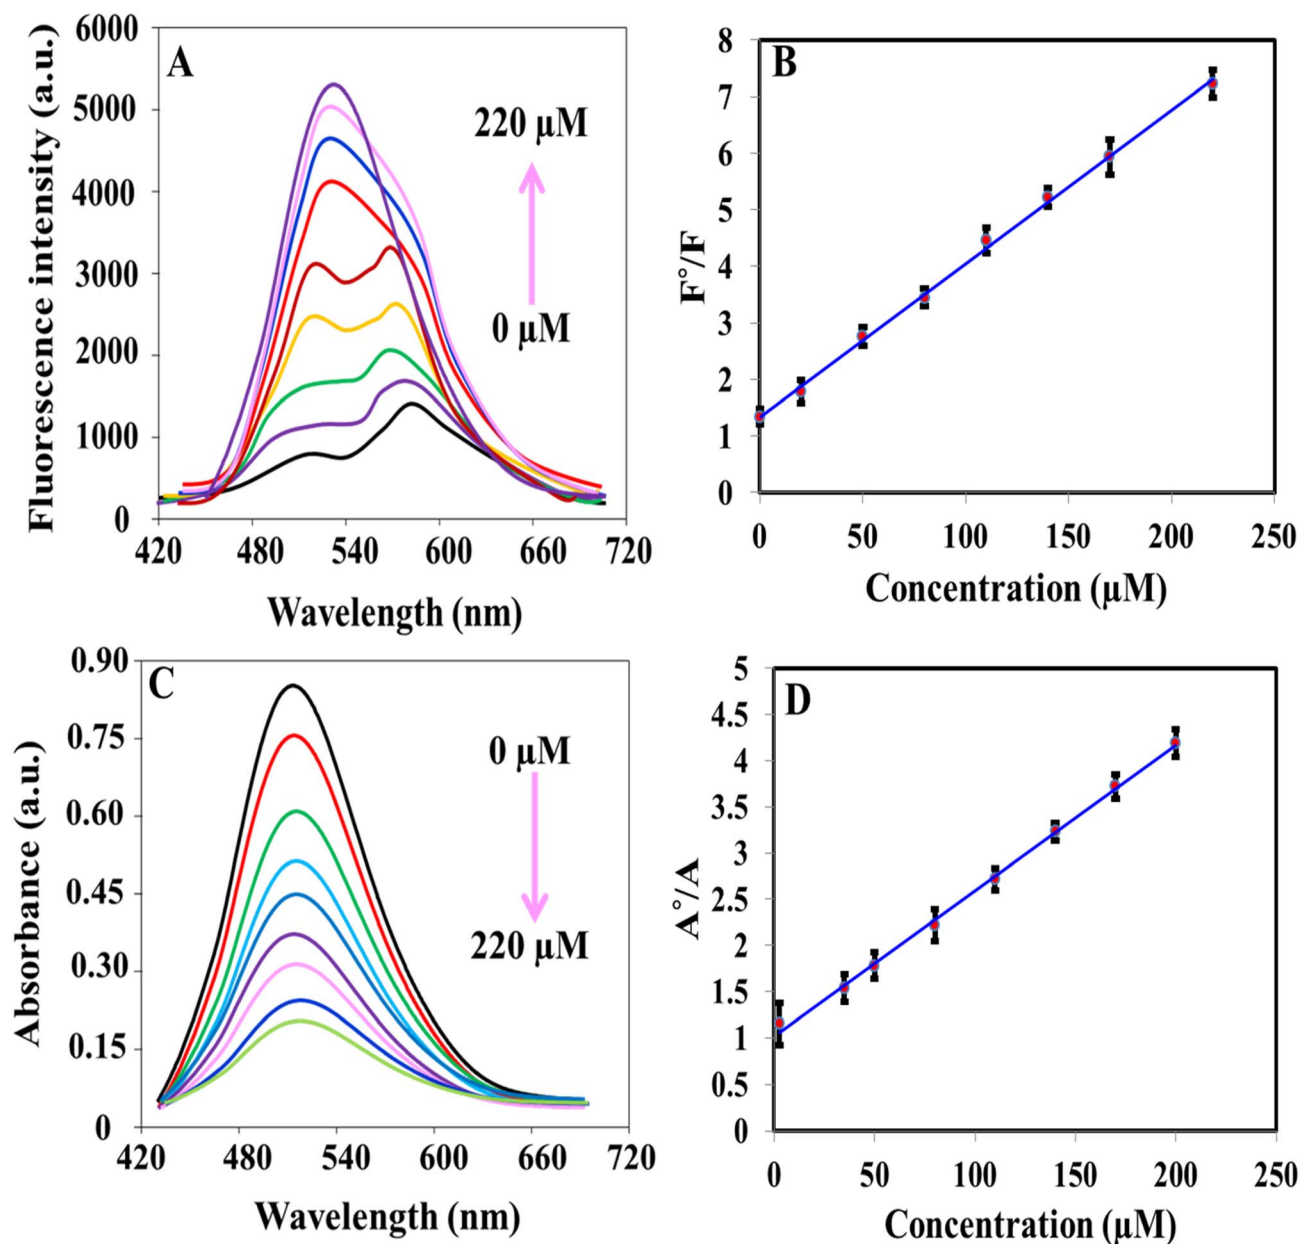 A
Fluorescence intensity (a.u.)
6000
5000
4000
3000
2000
1000
0
220 µM
0 µM
420 480 540 600 660 720
Wavelength (nm)
B
F°/F
8
7
6
5
4
3
2
1
0
0 50 100 150 200 250
Concentration (µM)
C
Absorbance (a.u.)
0.90
0.75
0.60
0.45
0.30
0.15
0
0 µM
220 µM
420 480 540 600 660 720
Wavelength (nm)
D
A°/A
5
4.5
4
3.5
3
2.5
2
1.5
1
0.5
0
0 50 100 150 200 250
Concentration (µM)